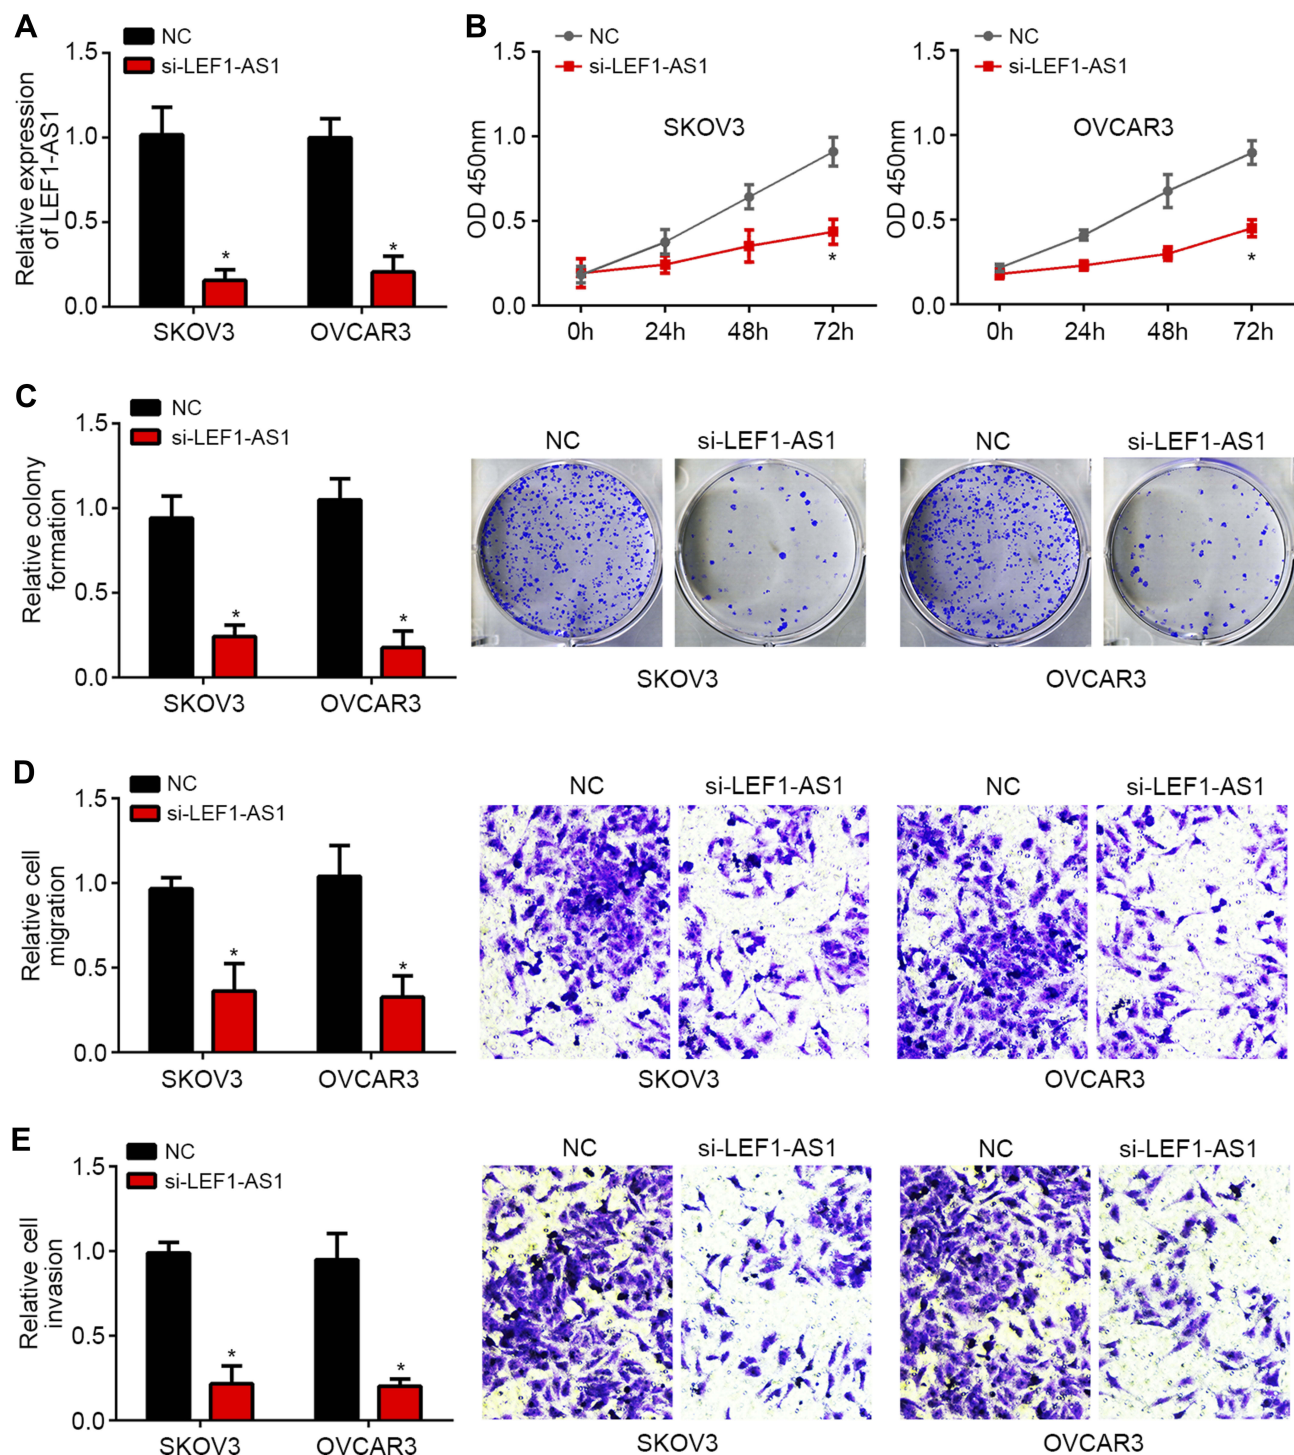 A
NC
si-LEF1-AS1
Relative expression
of LEF1-AS1
1.5
1.0
0.5
0.0
*
*
SKOV3
OVCAR3
B
NC
si-LEF1-AS1
SKOV3
OD 450nm
1.5
1.0
0.5
0.0
*
0h 24h 48h 72h
NC
si-LEF1-AS1
OVCAR3
OD 450nm
1.5
1.0
0.5
0.0
*
0h 24h 48h 72h
C
NC
si-LEF1-AS1
Relative colony
formation
1.5
1.0
0.5
0.0
*
*
SKOV3
OVCAR3
NC si-LEF1-AS1
SKOV3
NC si-LEF1-AS1
OVCAR3
D
NC
si-LEF1-AS1
Relative cell
migration
1.5
1.0
0.5
0.0
*
*
SKOV3
OVCAR3
NC si-LEF1-AS1
SKOV3
NC si-LEF1-AS1
OVCAR3
E
NC
si-LEF1-AS1
Relative cell
invasion
1.5
1.0
0.5
0.0
*
*
SKOV3
OVCAR3
NC si-LEF1-AS1
SKOV3
NC si-LEF1-AS1
OVCAR3